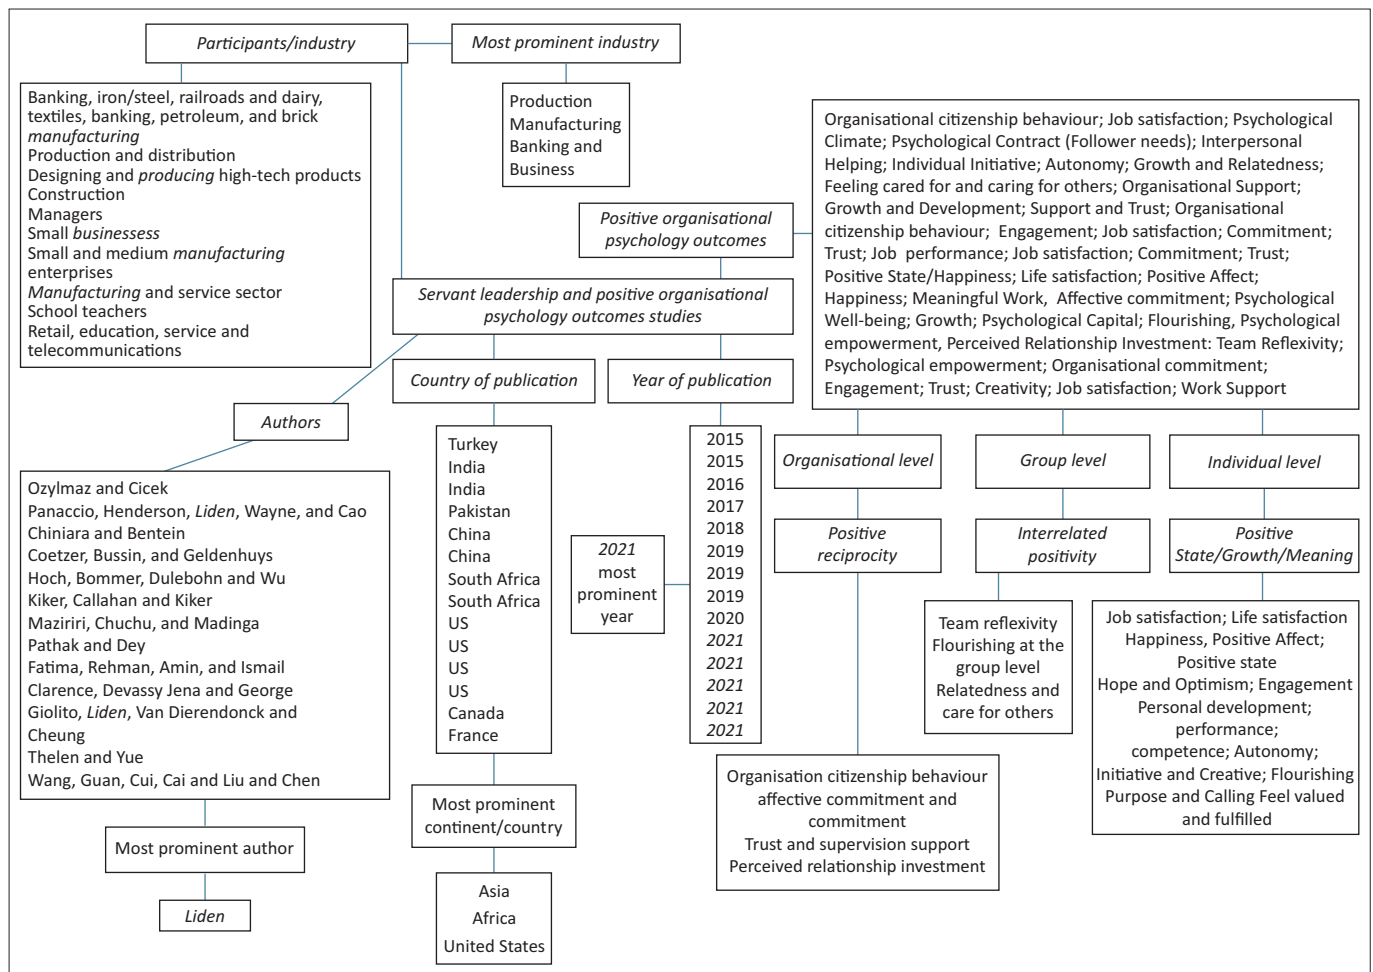 Participants/industry
Most prominent industry
Banking, iron/steel, railroads and dairy,
textiles, banking, petroleum, and brick
manufacturing
Production and distribution
Designing and producing high-tech products
Construction
Managers
Small businessess
Small and medium manufacturing
enterprises
Manufacturing and service sector
School teachers
Retail, education, service and
telecommunications
Production
Manufacturing
Banking and
Business
Positive organisational
psychology outcomes
Organisational citizenship behaviour; Job satisfaction; Psychological
Climate; Psychological Contract (Follower needs); Interpersonal
Helping; Individual Initiative; Autonomy; Growth and Relatedness;
Feeling cared for and caring for others; Organisational Support;
Growth and Development; Support and Trust; Organisational
citizenship behaviour; Engagement; Job satisfaction; Commitment;
Trust; Job performance; Job satisfaction; Commitment; Trust;
Positive State/Happiness; Life satisfaction; Positive Affect;
Happiness; Meaningful Work, Affective commitment; Psychological
Well-being; Growth; Psychological Capital; Flourishing, Psychological
empowerment, Perceived Relationship Investment: Team Reflexivity;
Psychological empowerment; Organisational commitment;
Engagement; Trust; Creativity; Job satisfaction; Work Support
Servant leadership and positive organisational
psychology outcomes studies
Country of publication
Year of publication
Authors
Ozylmaz and Cicek
Panaccio, Henderson, Liden, Wayne, and Cao
Chiniara and Bentein
Coetzer, Bussin, and Geldenhuys
Hoch, Bommer, Dulebohn and Wu
Kiker, Callahan and Kiker
Maziriri, Chuchu, and Madinga
Pathak and Dey
Fatima, Rehman, Amin, and Ismail
Clarence, Devassy Jena and George
Giolito, Liden, Van Dierendonck and
Cheung
Thelen and Yue
Wang, Guan, Cui, Cai and Liu and Chen
Most prominent author
Liden
Turkey
India
India
Pakistan
China
China
South Africa
South Africa
US
US
US
US
Canada
France
Most prominent
continent/country
Asia
Africa
United States
2021
most
prominent
year
2015
2015
2016
2017
2018
2019
2019
2019
2020
2021
2021
2021
2021
2021
Organisational level
Group level
Individual level
Positive
reciprocity
Interrelated
positivity
Positive
State/Growth/Meaning
Organisation citizenship behaviour
affective commitment and
commitment
Trust and supervision support
Perceived relationship investment
Team reflexivity
Flourishing at the
group level
Relatedness and
care for others
Job satisfaction; Life satisfaction
Happiness, Positive Affect;
Positive state
Hope and Optimism; Engagement
Personal development;
performance;
competence; Autonomy;
Initiative and Creative; Flourishing
Purpose and Calling Feel valued
and fulfilled